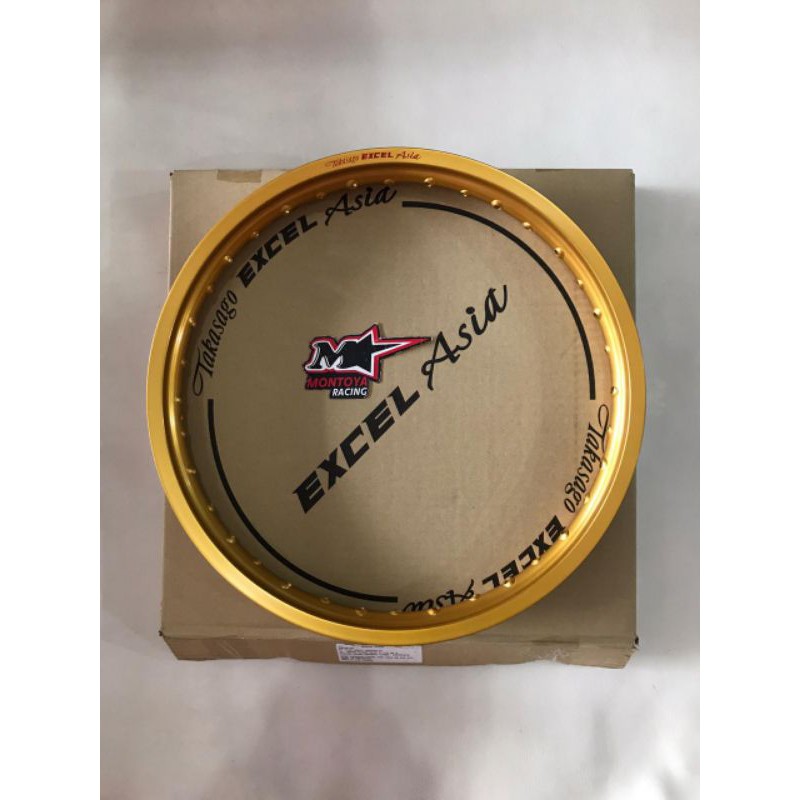 Takasago EXCEL Asia
Takasago EXCEL Asia
M
MONTOYA
RACING
EXCEL Asia
Takasago EXCEL Asia